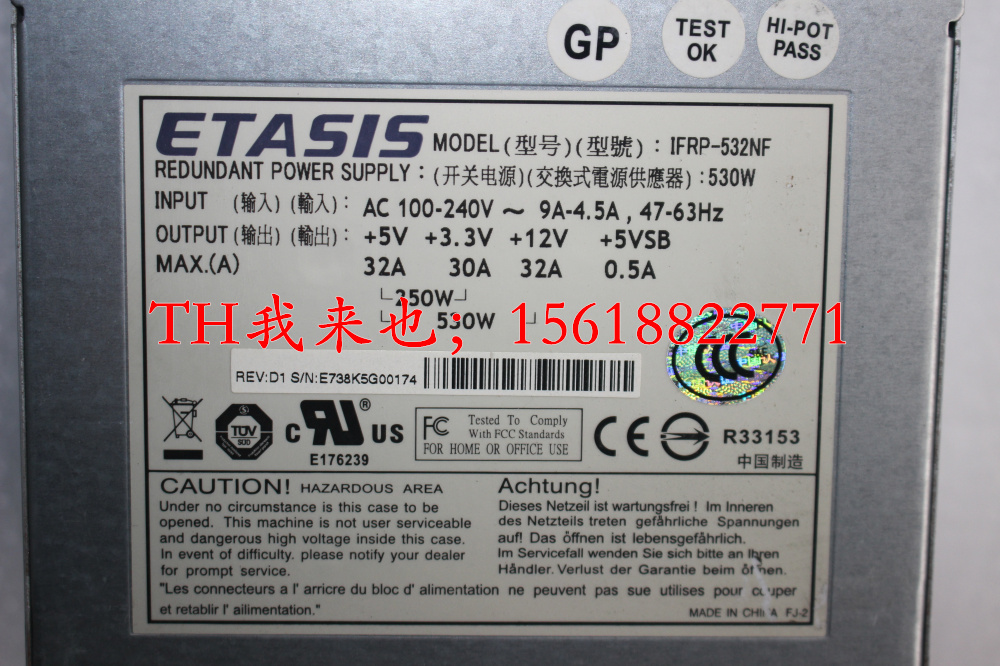 GP
TEST OK
HI-POT PASS
ETASIS MODEL(型号)(型號): IFRP-532NF
REDUNDANT POWER SUPPLY:(开关电源)(交換式電源供應器):530W
INPUT (输入)(輸入): AC 100-240V ~ 9A-4.5A, 47-63Hz
OUTPUT(输出)(輸出): +5V +3.3V +12V +5VSB
MAX.(A) 32A 30A 32A 0.5A
250W
530W
TH我来也; 15618822771
REV:D1 S/N:E738K5G00174
CCC
TÜV SÜD
c RU ® US
E176239
FC Tested To Comply
With FCC Standards
FOR HOME OR OFFICE USE
CE
R33153
中国制造
CAUTION! HAZARDOUS AREA
Under no circumstance is this case to be
opened. This machine is not user serviceable
and dangerous high voltage inside this case.
In event of difficulty. please notify your dealer
for prompt service.
Achtung!
Dieses Netzeil ist wartungsfrei! Im Inneren
des Netzteils treten gefährliche Spannungen
auf! Das öffnen ist lebensgefährlich.
Im Servicefall wenden Sie sich bitte an Ihren
Händler. Verlust der Garantie beim öffnen.
"Les connecteurs a l' arricre du bloc d' alimentation ne peuvent pas sue utilises pour couper
et retablir l' ailimentation."
MADE IN CHINA FJ-2